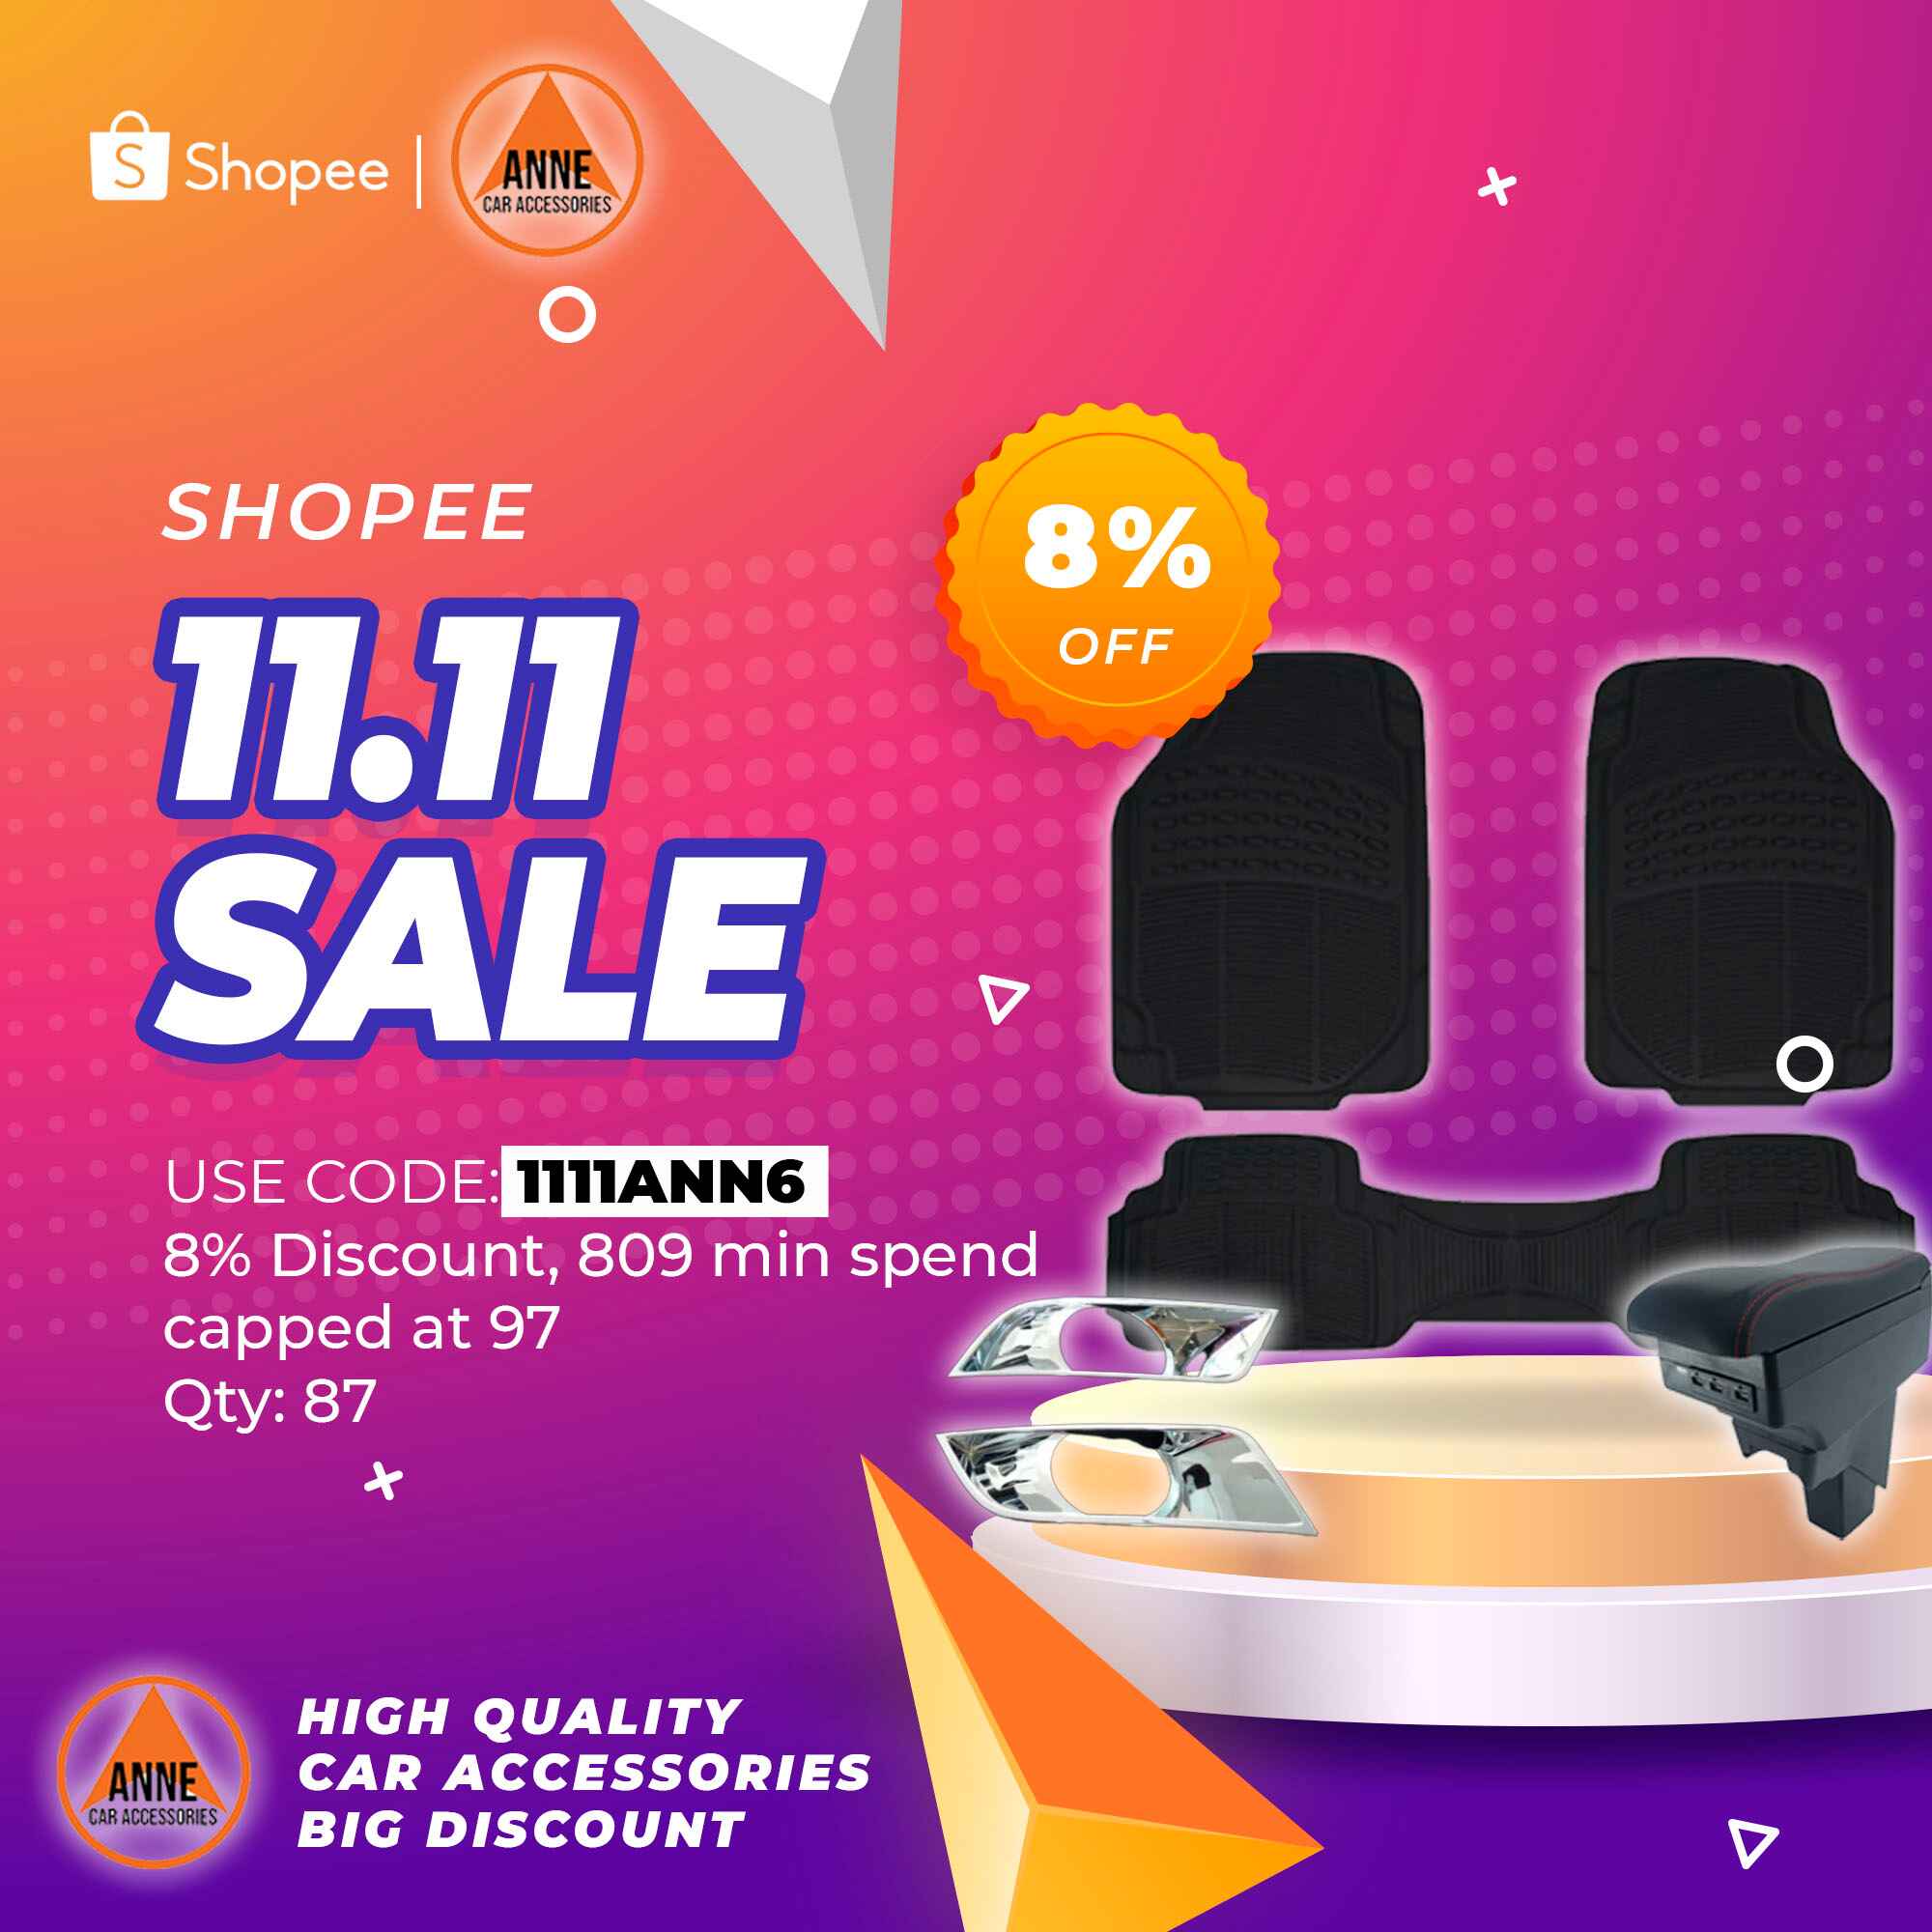 S Shopee
ANNE
CAR ACCESSORIES
SHOPEE
11.11
SALE
8%
OFF
USE CODE: 1111ANN6
8% Discount, 809 min spend
capped at 97
Qty: 87
ANNE
CAR ACCESSORIES
HIGH QUALITY
CAR ACCESSORIES
BIG DISCOUNT